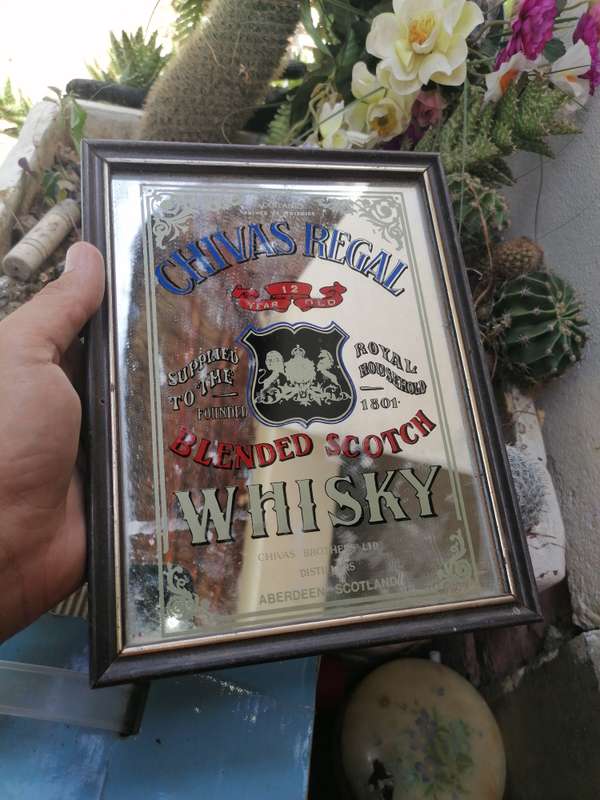 CHIVAS REGAL
12
YEAR OLD
SUPPLIED
TO THE
ROYAL
HOUSEHOLD
FOUNDED
1801
BLENDED SCOTCH
WHISKY
CHIVAS BROTHERS LTD
DISTILLERS
ABERDEEN SCOTLAND